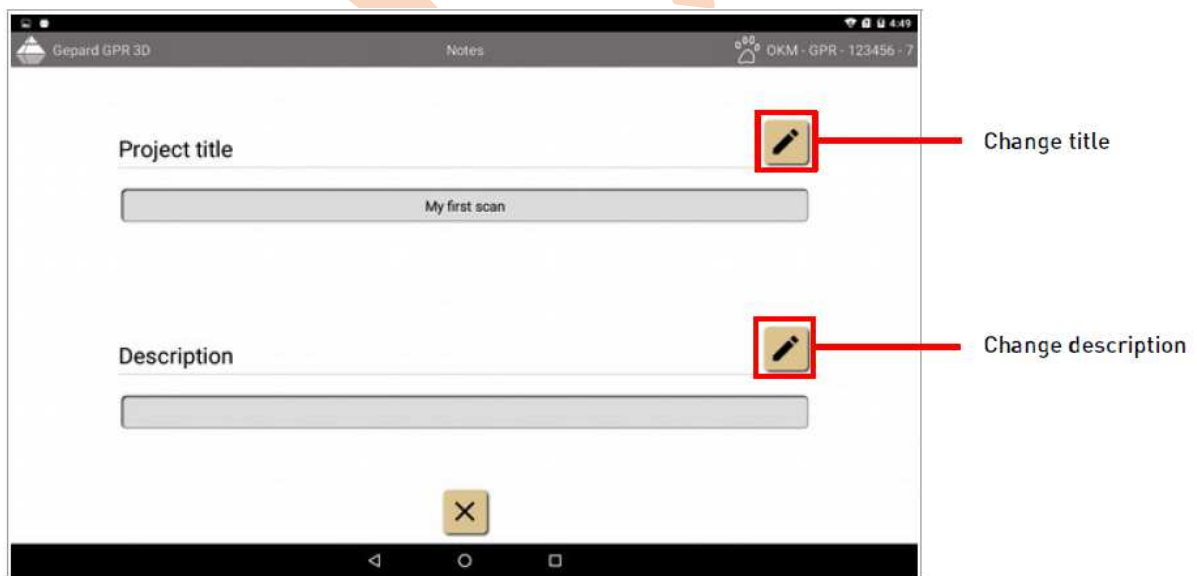 4:49
Gepard GPR 3D
Notes
OKM - GPR - 123456 - 7
Project title
Change title
My first scan
Description
Change description